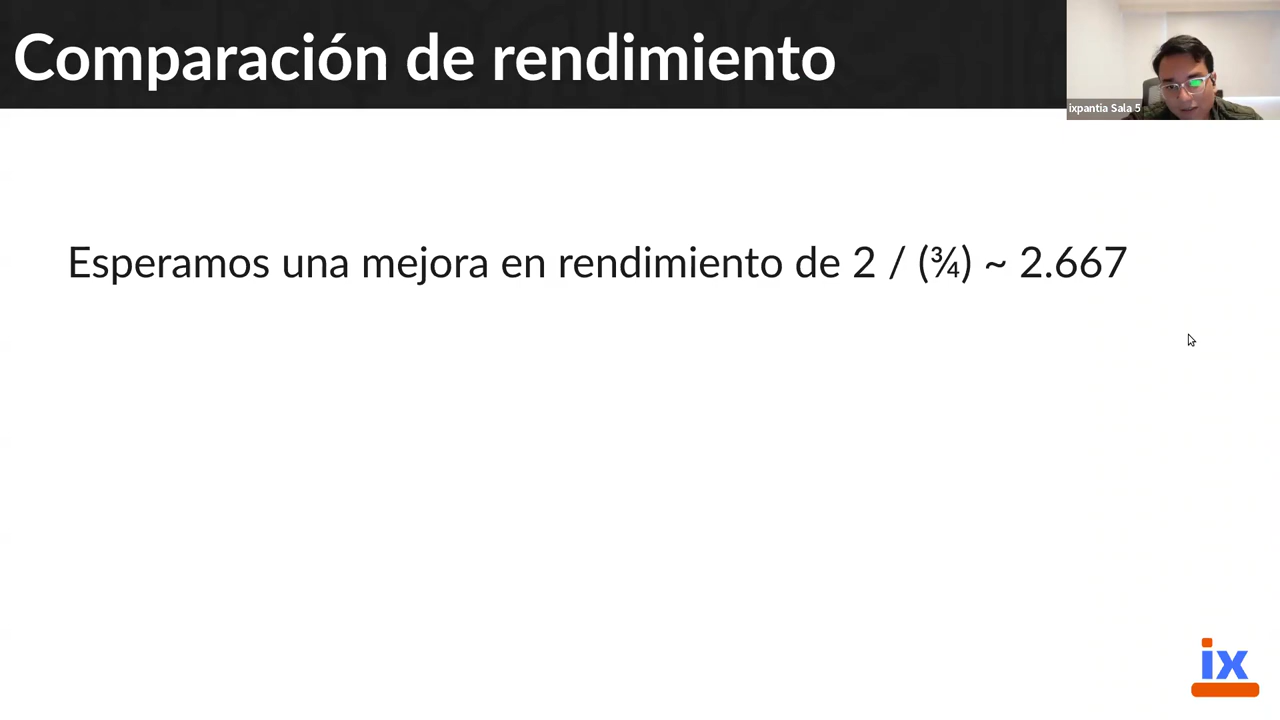 Comparación de rendimiento
ixpantia Sala 5
Esperamos una mejora en rendimiento de 2 / (¾) ~ 2.667
ix